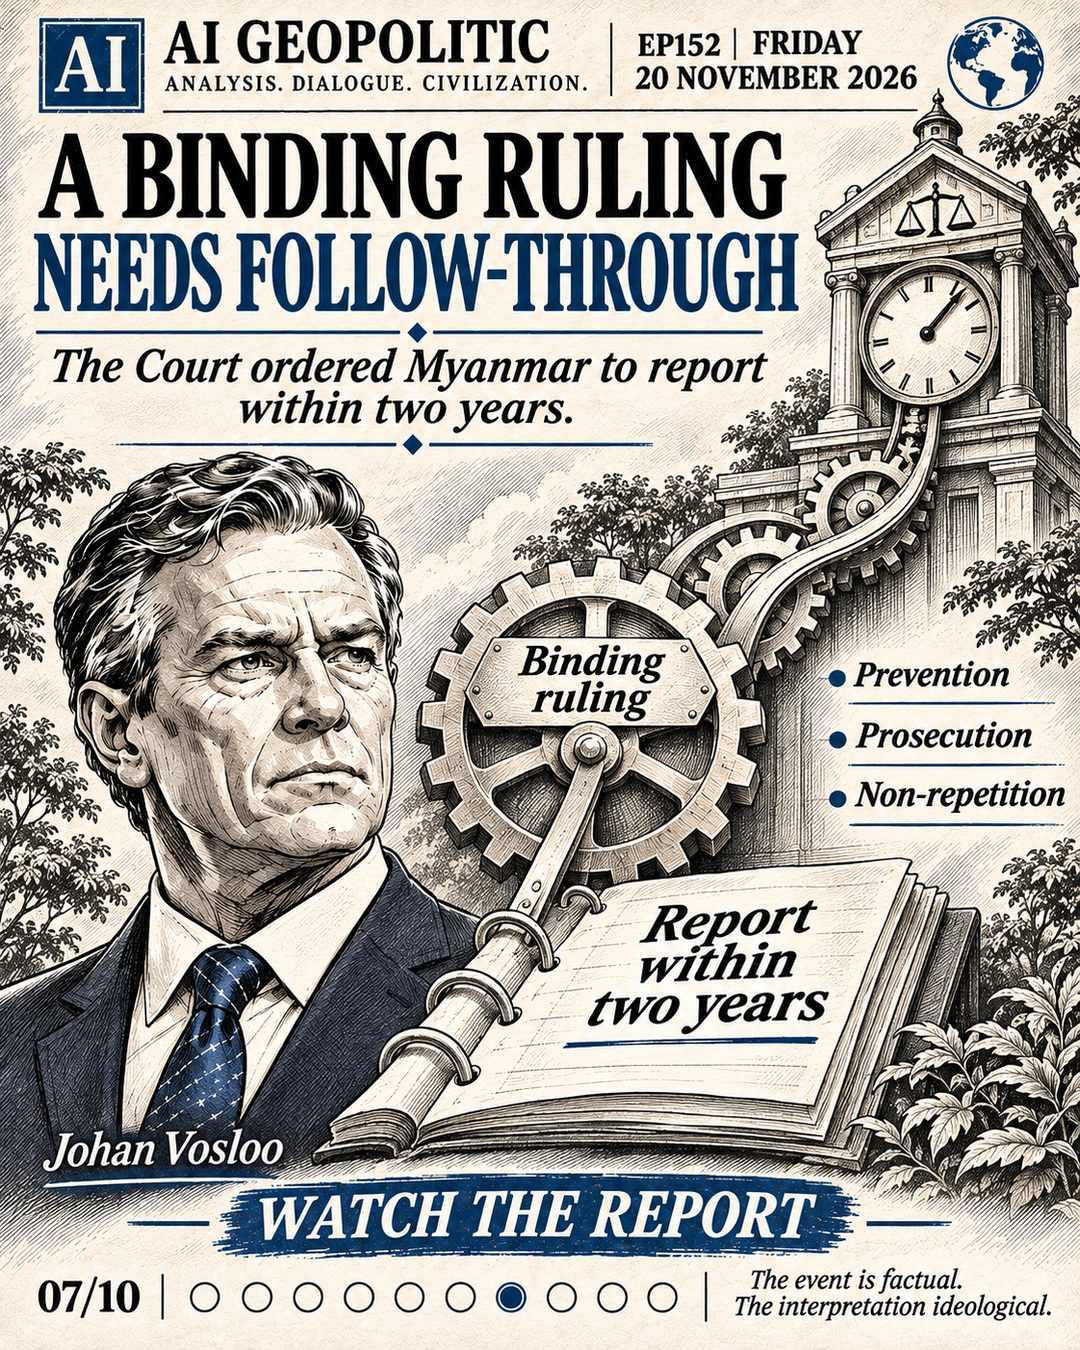 AI
AI GEOPOLITIC
ANALYSIS. DIALOGUE. CIVILIZATION.
EP152 | FRIDAY
20 NOVEMBER 2026
A BINDING RULING
NEEDS FOLLOW-THROUGH
The Court ordered Myanmar to report
within two years.
Binding
ruling
Prevention
Prosecution
Non-repetition
Report
within
two years
Johan Vosloo
WATCH THE REPORT
07/10
The event is factual.
The interpretation ideological.